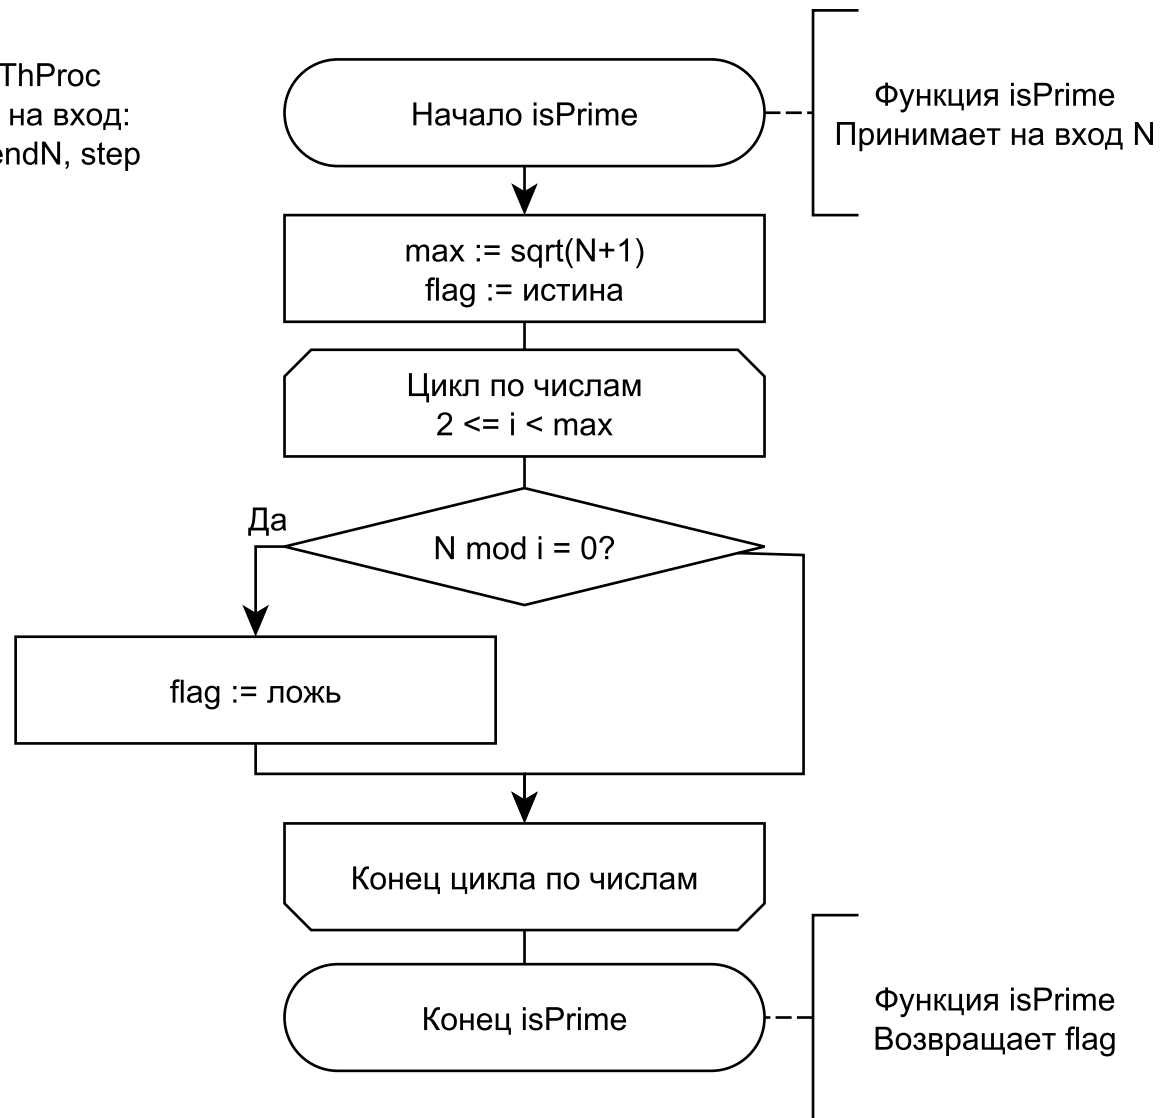 ThProc
на вход:
endN, step
Начало isPrime
Функция isPrime
Принимает на вход N
max := sqrt(N+1)
flag := истина
Цикл по числам
2 <= i < max
Да
N mod i = 0?
flag := ложь
Конец цикла по числам
Конец isPrime
Функция isPrime
Возвращает flag